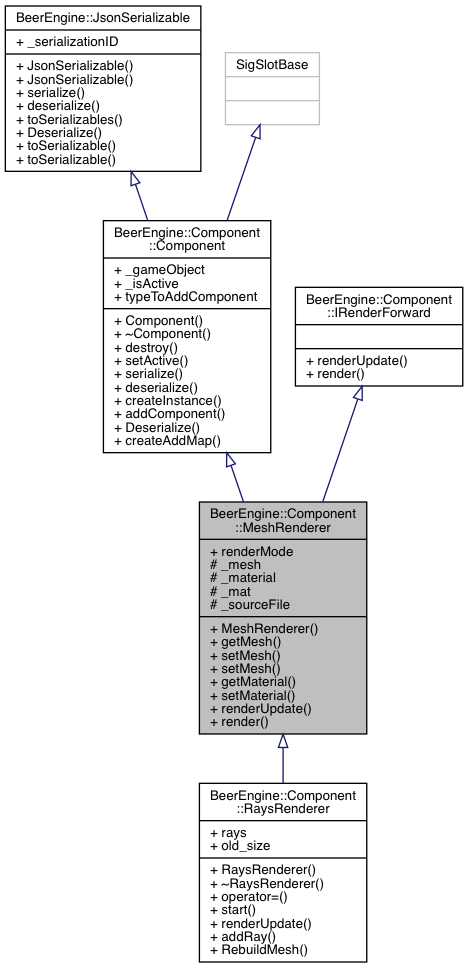 BeerEngine::JsonSerializable
+ _serializationID
+ JsonSerializable()
+ JsonSerializable()
+ serialize()
+ deserialize()
+ toSerializables()
+ Deserialize()
+ toSerializable()
+ toSerializable()
SigSlotBase
BeerEngine::Component
::Component
+ _gameObject
+ _isActive
+ typeToAddComponent
+ Component()
+ ~Component()
+ destroy()
+ setActive()
+ serialize()
+ deserialize()
+ createInstance()
+ addComponent()
+ Deserialize()
+ createAddMap()
BeerEngine::Component
::IRenderForward
+ renderUpdate()
+ render()
BeerEngine::Component
::MeshRenderer
+ renderMode
# _mesh
# _material
# _mat
# _sourceFile
+ MeshRenderer()
+ getMesh()
+ setMesh()
+ setMesh()
+ getMaterial()
+ setMaterial()
+ renderUpdate()
+ render()
BeerEngine::Component
::RaysRenderer
+ rays
+ old_size
+ RaysRenderer()
+ ~RaysRenderer()
+ operator=()
+ start()
+ renderUpdate()
+ addRay()
+ RebuildMesh()